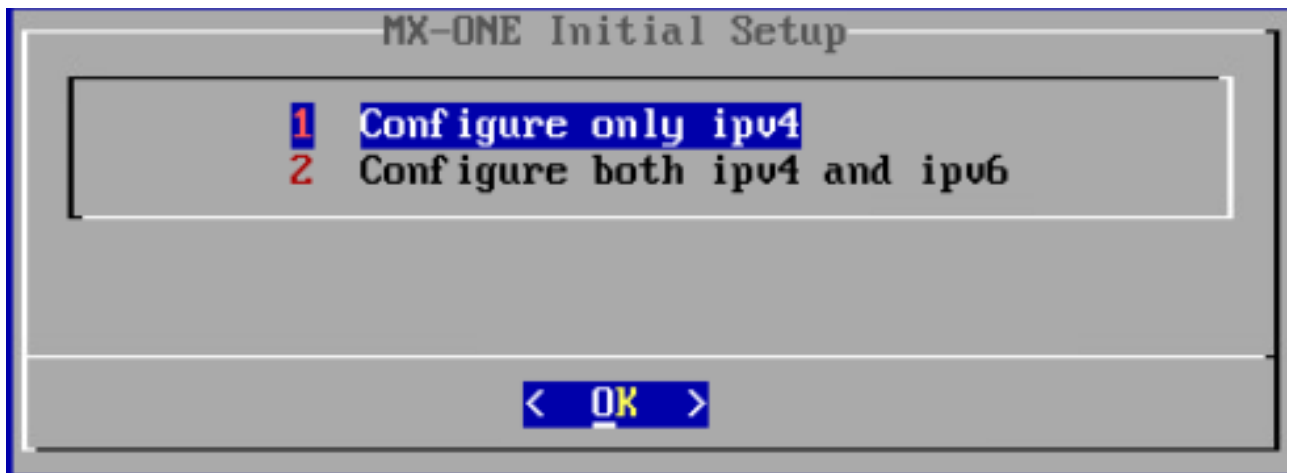 MX-ONE Initial Setup
1 Configure only ipv4
2 Configure both ipv4 and ipv6
< OK >